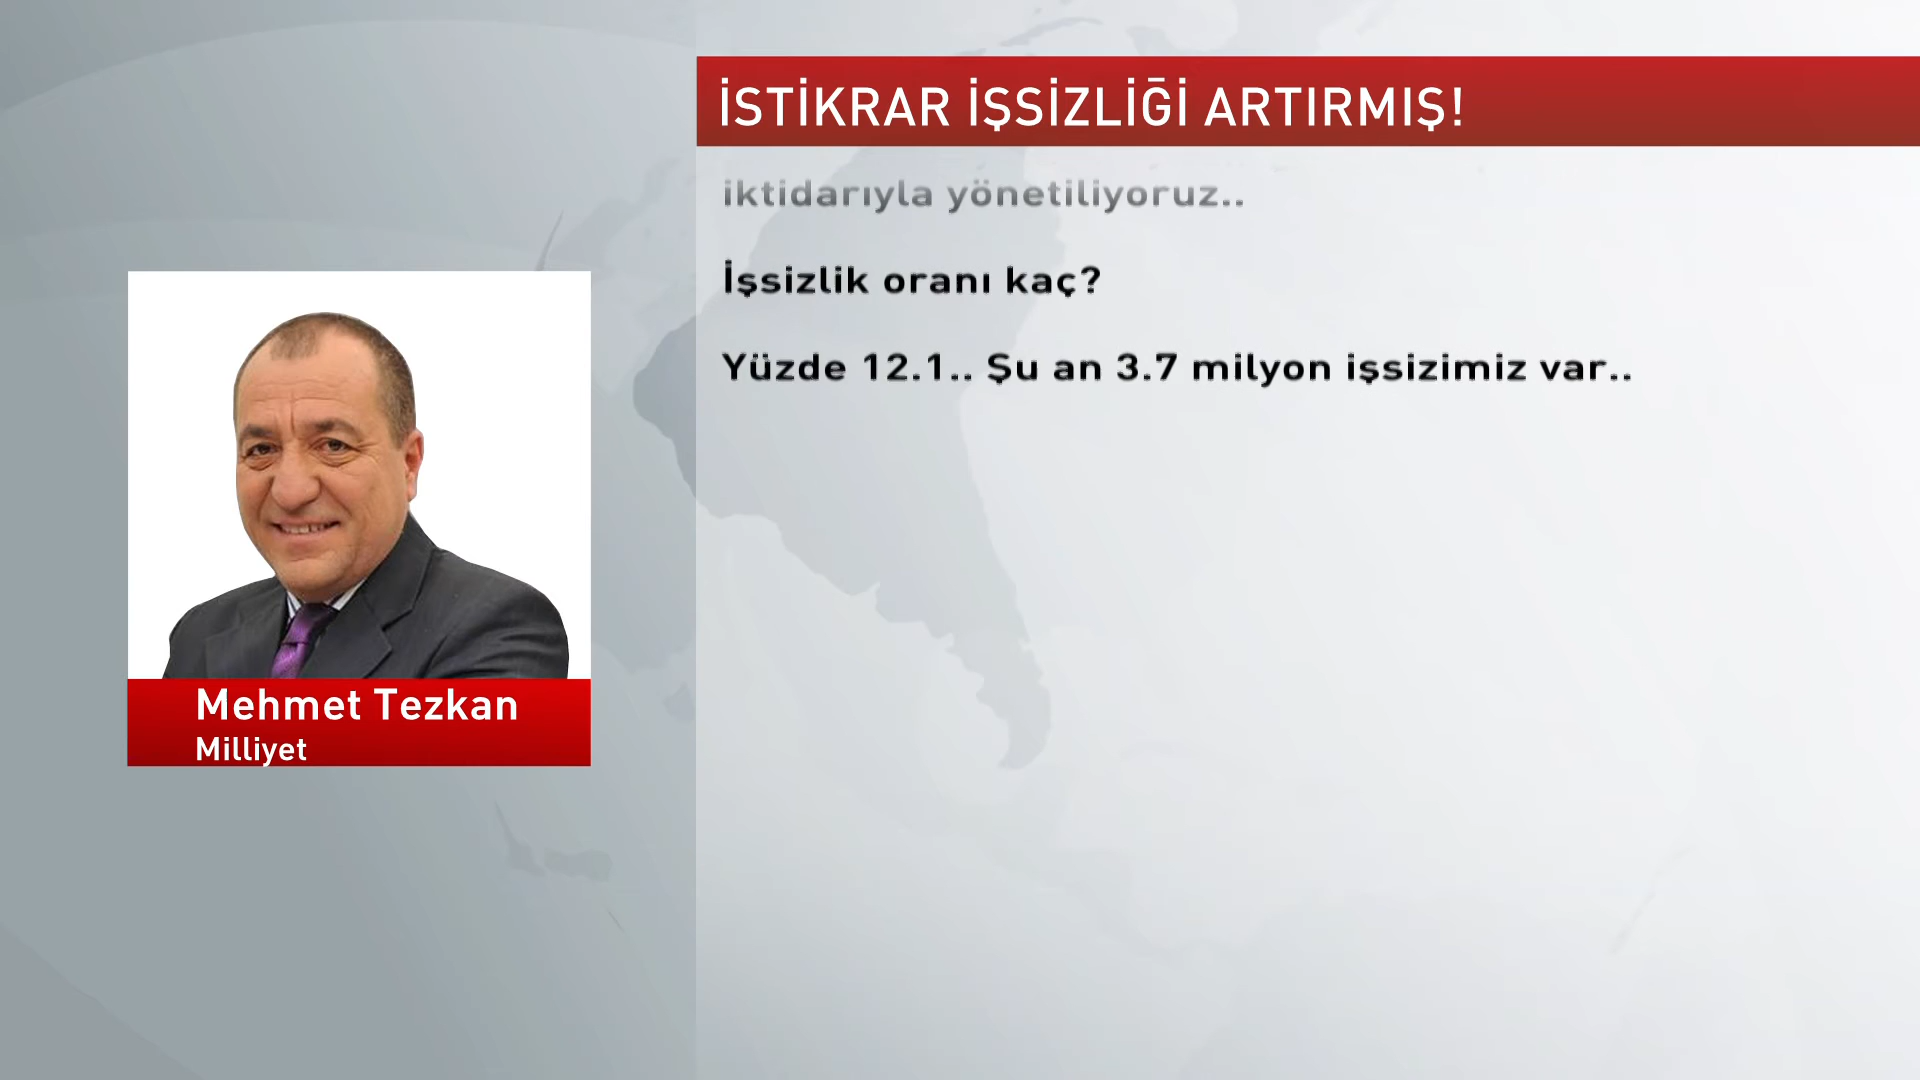 İSTİKRAR İŞSİZLİĞİ ARTIRMIŞ!
iktidarıyla yönetiliyoruz..
İşsizlik oranı kaç?
Yüzde 12.1.. Şu an 3.7 milyon işsizimiz var..
Mehmet Tezkan
Milliyet